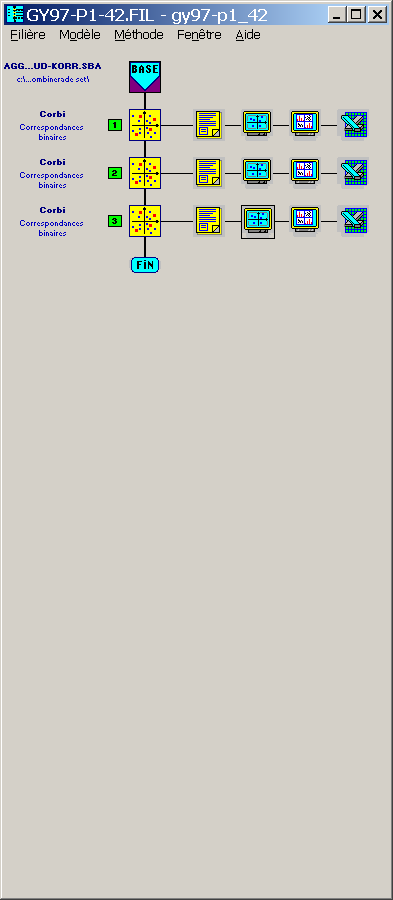 GY97-P1-42.FIL - gy97-p1_42
Filière Modèle Méthode Fenêtre Aide
AGG...UD-KORR.SBA
c:\...ombinerade set\
BASE
Corbi
Correspondances
binaires
1
Corbi
Correspondances
binaires
2
Corbi
Correspondances
binaires
3
FIN